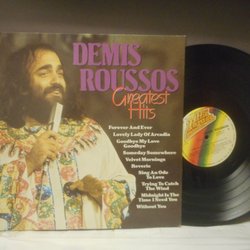 DEMIS
ROUSSOS
Greatest
Hits
Forever And Ever
Lovely Lady Of Arcadia
Goodbye My Love
Goodbye
Someday Somewhere
Velvet Mornings
Reverie
Sing An Ode
To Love
Trying To Catch
The Wind
Midnight Is The
Time I Need You
Without You